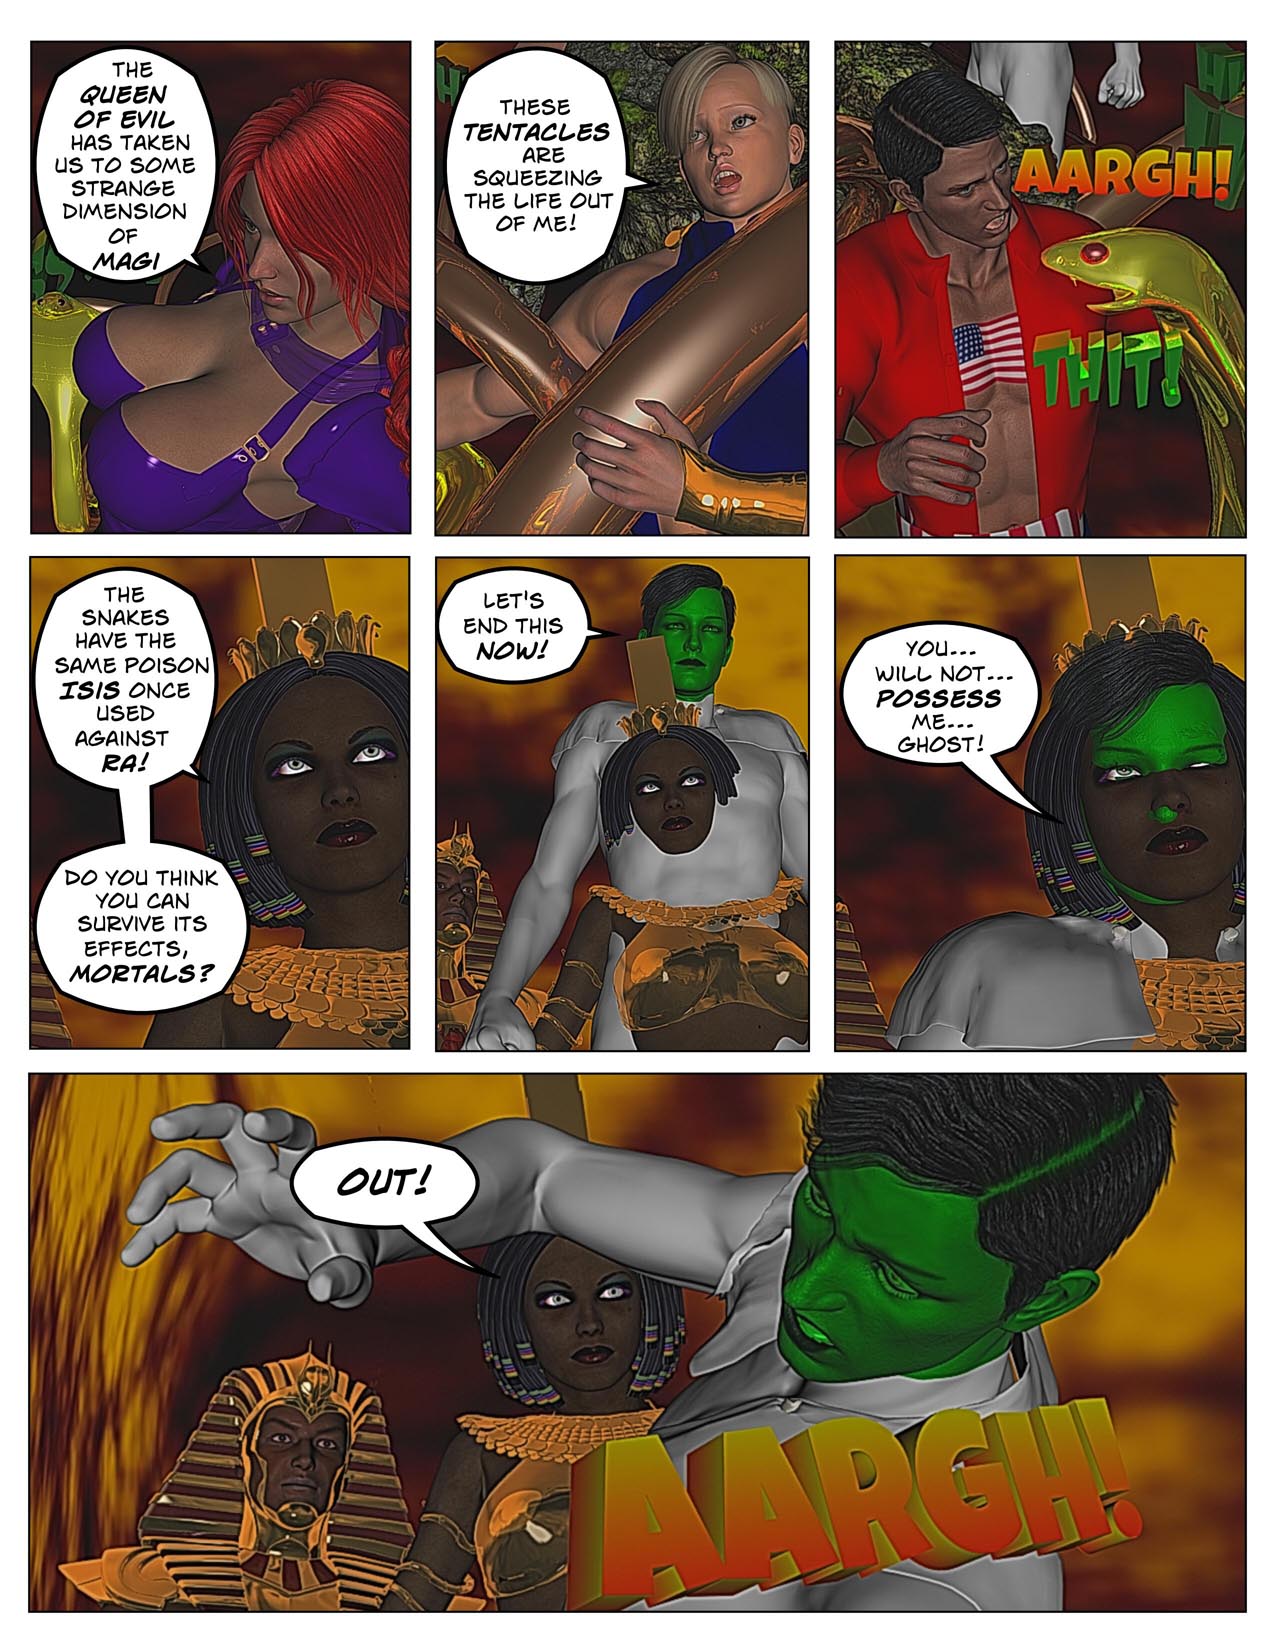 THE
QUEEN
OF EVIL
HAS TAKEN
US TO SOME
STRANGE
DIMENSION
OF
MAGI
THESE
TENTACLES
ARE
SQUEEZING
THE LIFE OUT
OF ME!
AARGH!
THIT!
THE
SNAKES
HAVE THE
SAME POISON
ISIS ONCE
USED
AGAINST
RA!
DO YOU THINK
YOU CAN
SURVIVE ITS
EFFECTS,
MORTALS?
LET'S
END THIS
NOW!
YOU...
WILL NOT...
POSSESS
ME...
GHOST!
OUT!
AARGH!